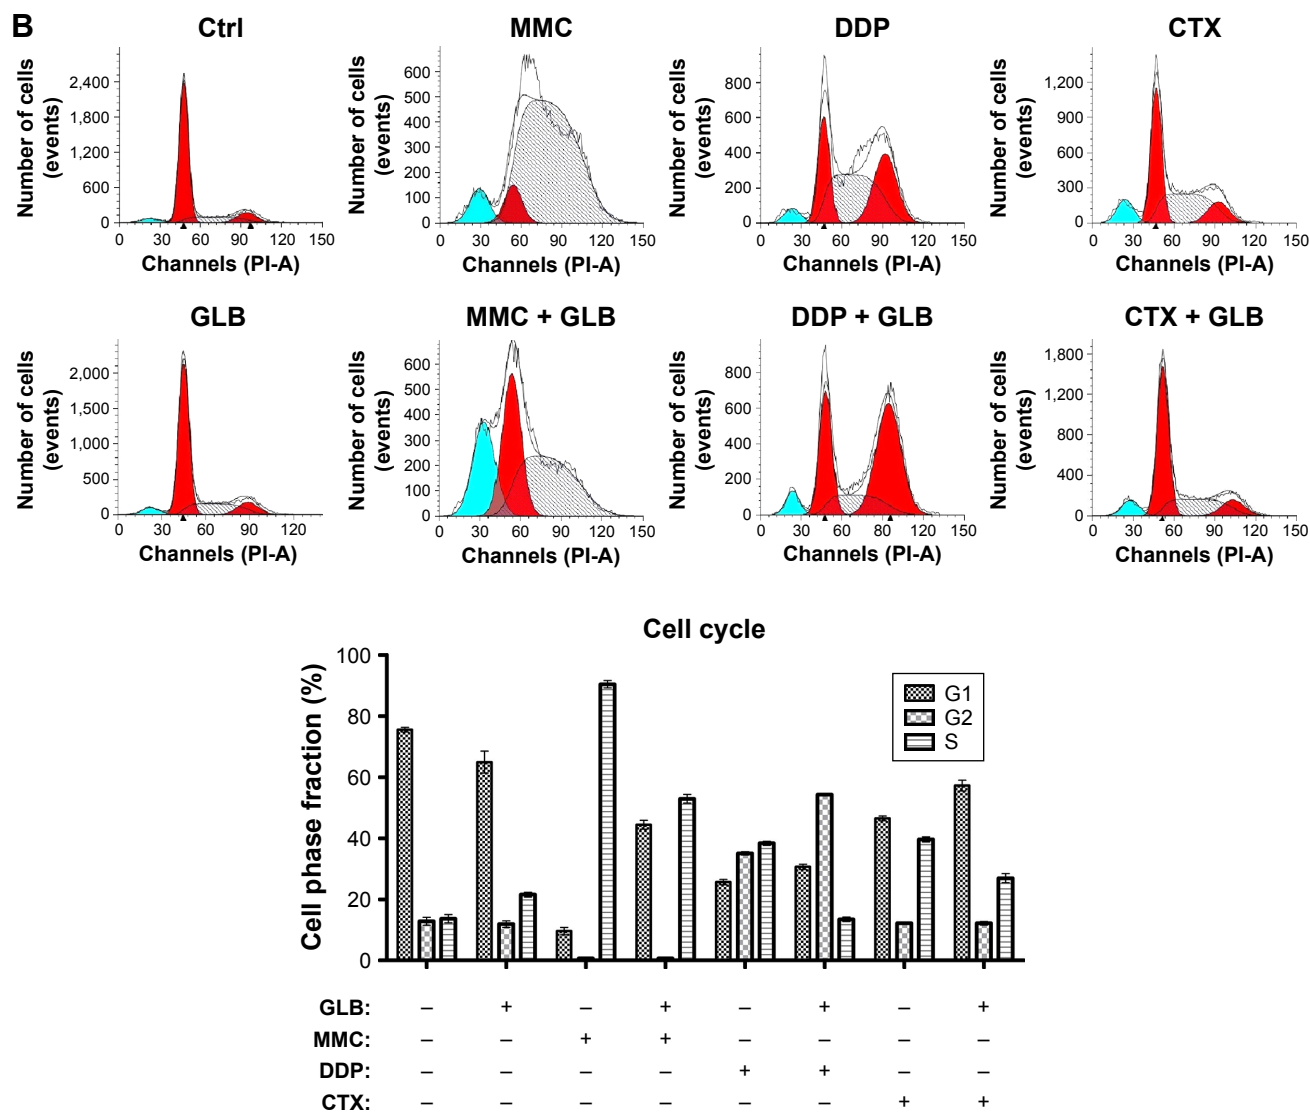 B
Ctrl
MMC
DDP
CTX
Number of cells
(events)
2,400
1,800
1,200
600
0
0 30 60 90 120 150
Channels (PI-A)
Number of cells
(events)
600
500
400
300
200
100
0
0 30 60 90 120 150
Channels (PI-A)
Number of cells
(events)
800
600
400
200
0
0 30 60 90 120 150
Channels (PI-A)
Number of cells
(events)
1,200
900
600
300
0
0 30 60 90 120 150
Channels (PI-A)
GLB
MMC + GLB
DDP + GLB
CTX + GLB
Number of cells
(events)
2,000
1,500
1,000
500
0
0 30 60 90 120
Channels (PI-A)
Number of cells
(events)
600
500
400
300
200
100
0
0 30 60 90 120 150
Channels (PI-A)
Number of cells
(events)
800
600
400
200
0
0 30 60 90 120 150
Channels (PI-A)
Number of cells
(events)
1,800
1,200
800
400
0
0 30 60 90 120 150
Channels (PI-A)
Cell cycle
Cell phase fraction (%)
100
80
60
40
20
0
G1
G2
S
GLB: – + – + – + – +
MMC: – – + + – – – –
DDP: – – – – + + – –
CTX: – – – – – – + +